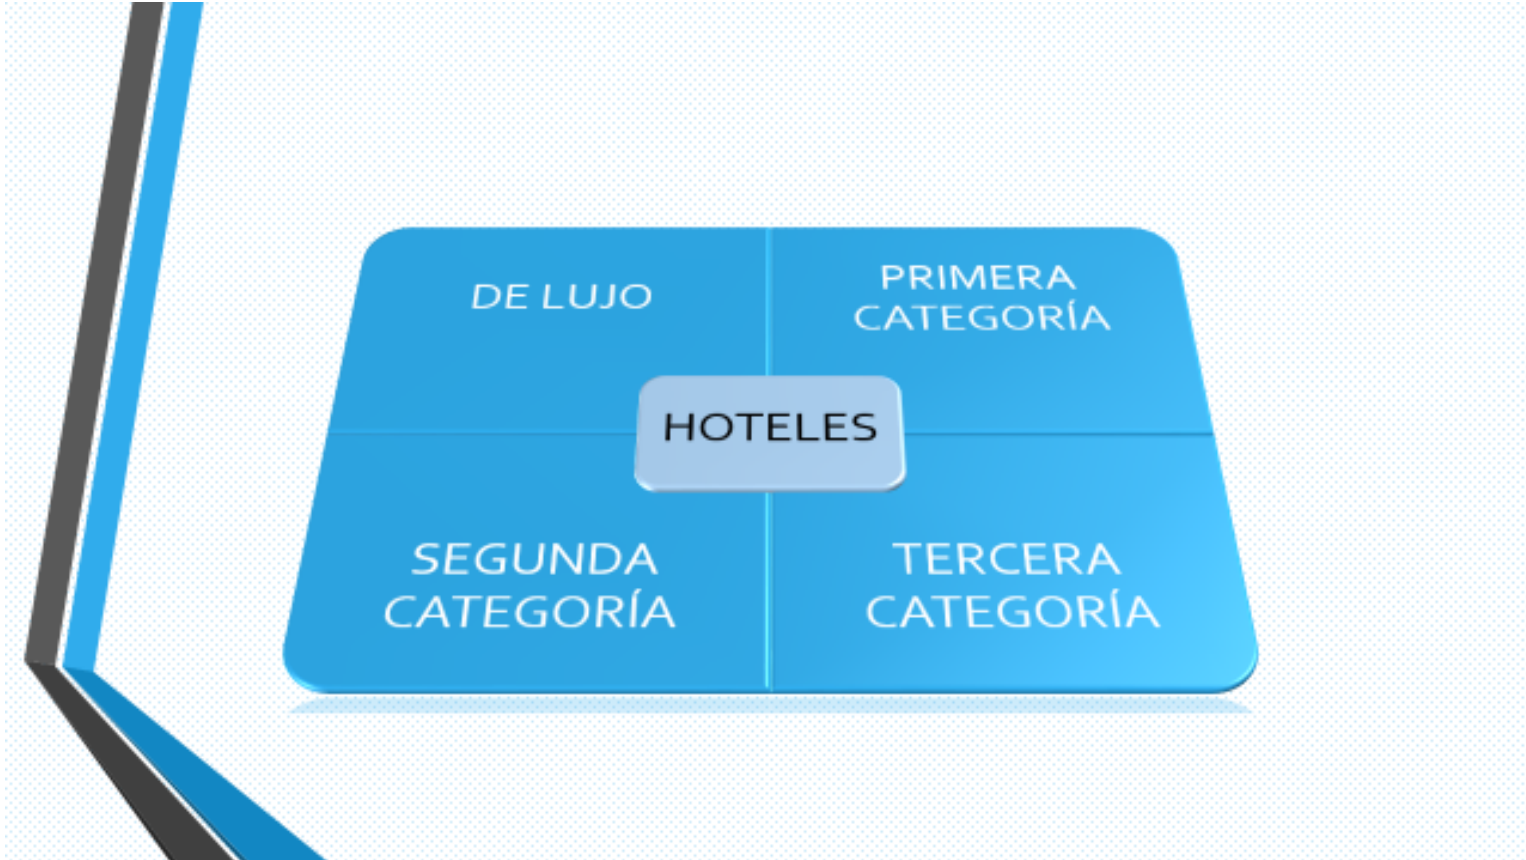 DE LUJO
PRIMERA
CATEGORÍA
HOTELES
SEGUNDA
CATEGORÍA
TERCERA
CATEGORÍA